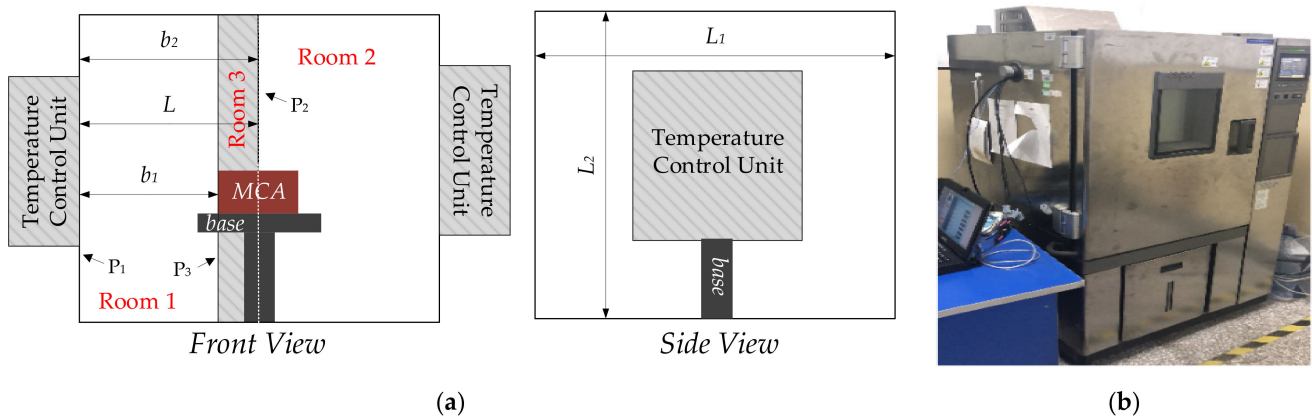 b2
Room 2
Room 3
P2
L
Temperature
Control Unit
Temperature
Control Unit
b1
MCA
base
P1
P3
Room 1
Front View
L1
L2
Temperature
Control Unit
base
Side View
(a)
(b)